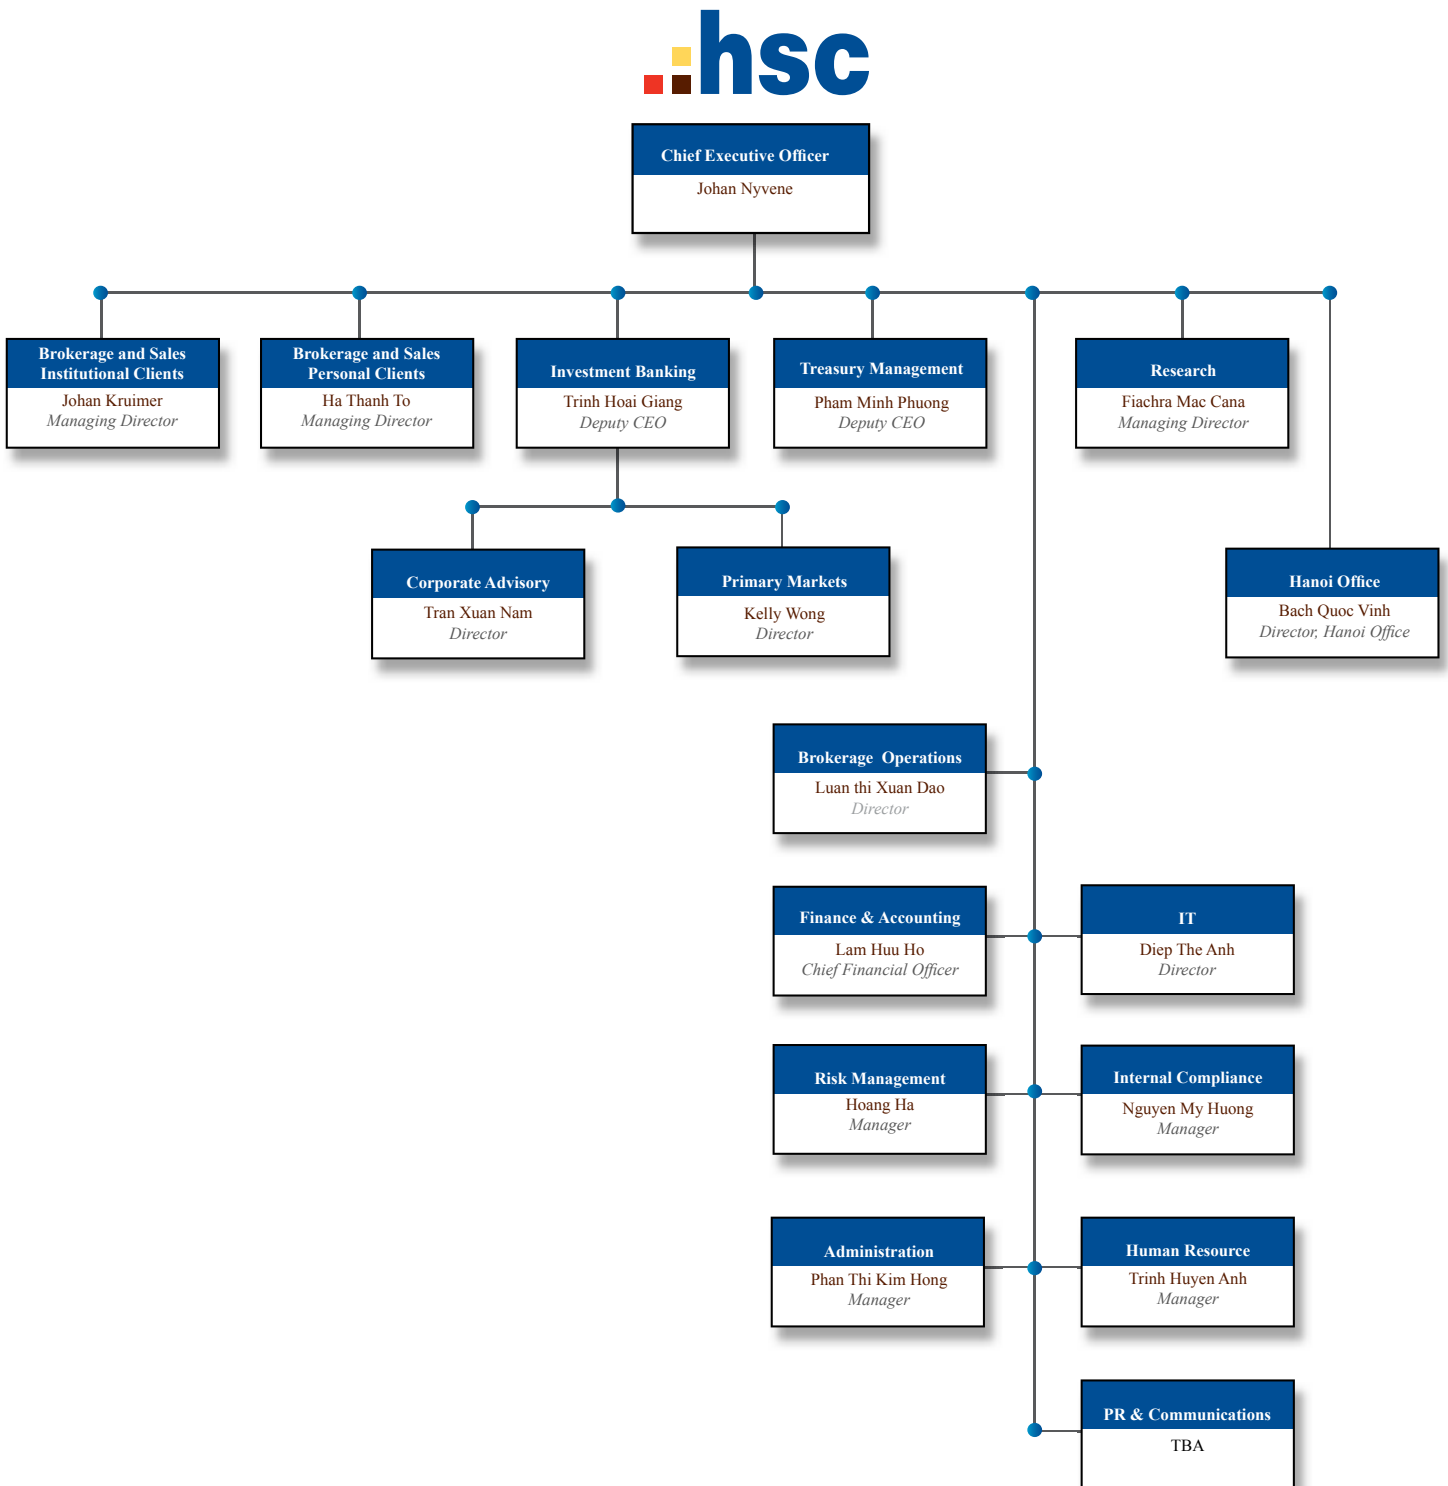 hsc
Chief Executive Officer
Johan Nyvene
Brokerage and Sales
Institutional Clients
Johan Kruimer
Managing Director
Brokerage and Sales
Personal Clients
Ha Thanh To
Managing Director
Investment Banking
Trinh Hoai Giang
Deputy CEO
Treasury Management
Pham Minh Phuong
Deputy CEO
Research
Fiachra Mac Cana
Managing Director
Corporate Advisory
Tran Xuan Nam
Director
Primary Markets
Kelly Wong
Director
Hanoi Office
Bach Quoc Vinh
Director, Hanoi Office
Brokerage Operations
Luan thi Xuan Dao
Director
Finance & Accounting
Lam Huu Ho
Chief Financial Officer
IT
Diep The Anh
Director
Risk Management
Hoang Ha
Manager
Internal Compliance
Nguyen My Huong
Manager
Administration
Phan Thi Kim Hong
Manager
Human Resource
Trinh Huyen Anh
Manager
PR & Communications
TBA